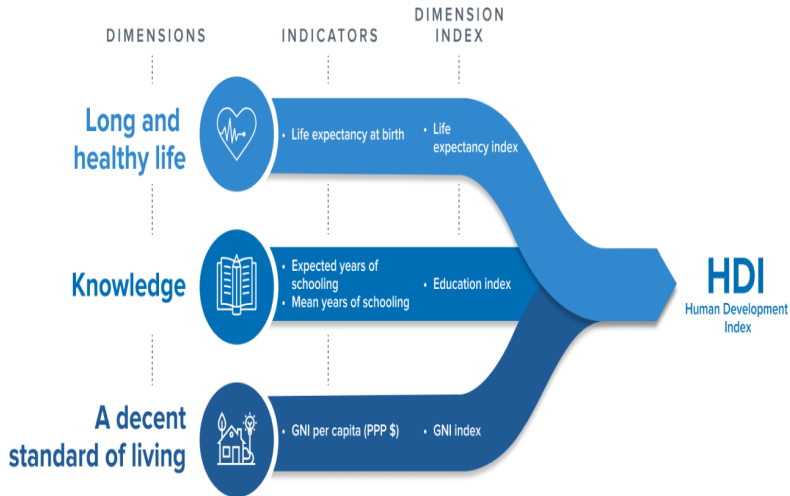 DIMENSIONS
INDICATORS
DIMENSION
INDEX
Long and
healthy life
• Life expectancy at birth
• Life
expectancy index
Knowledge
• Expected years of
schooling
• Mean years of schooling
• Education index
A decent
standard of living
• GNI per capita (PPP $)
• GNI index
HDI
Human Development
Index